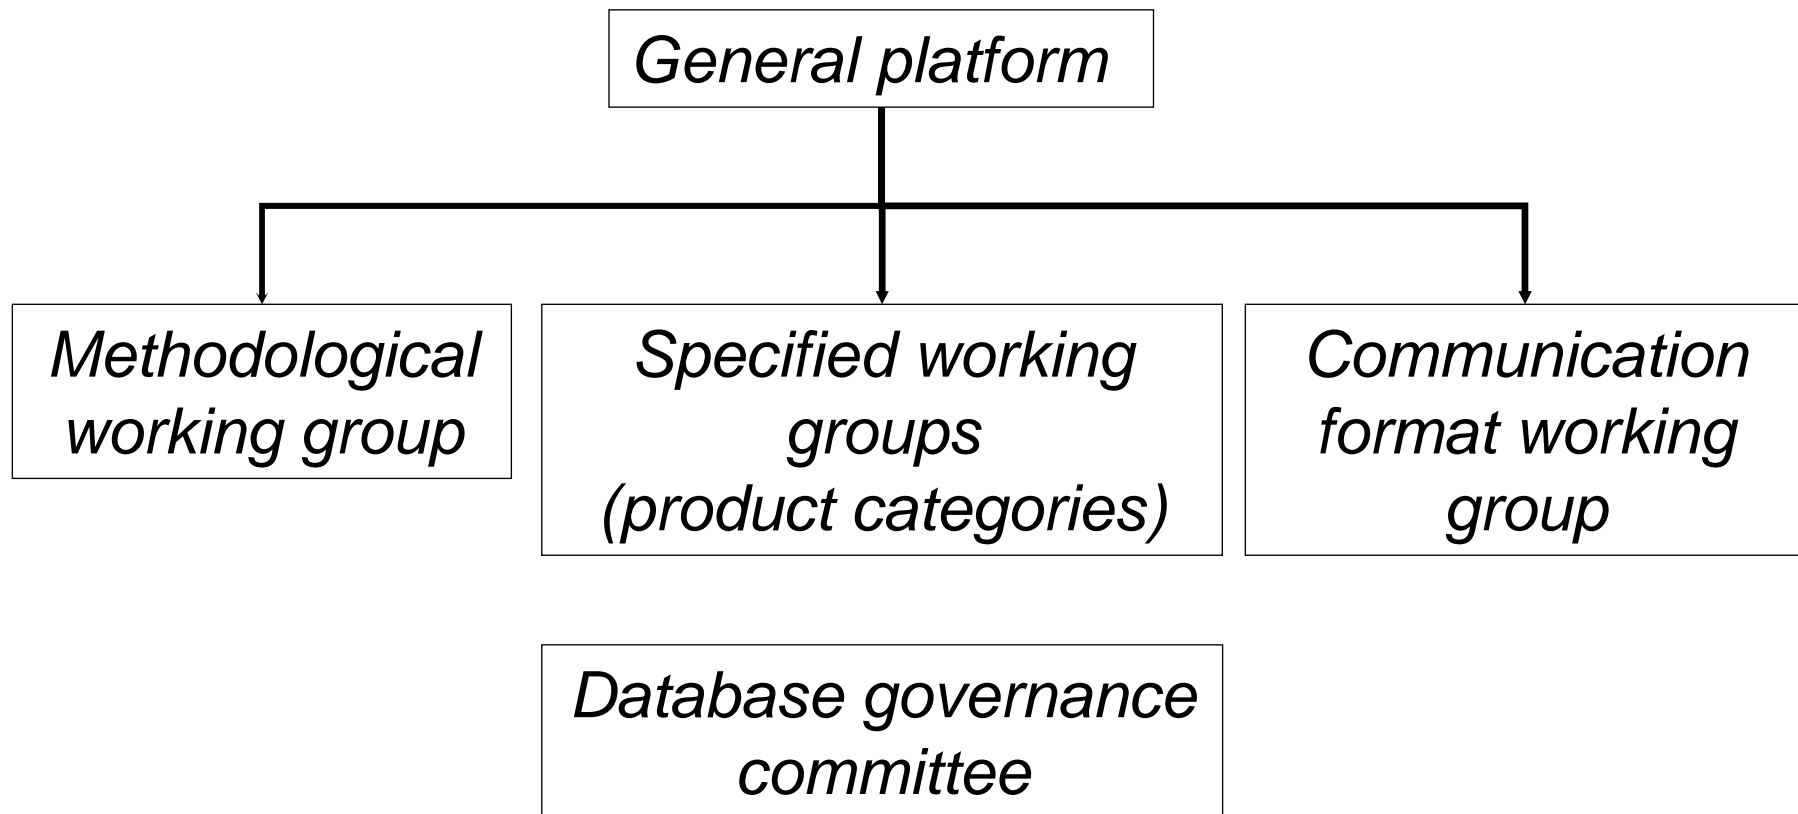 General platform
Methodological
working group
Specified working
groups
(product categories)
Communication
format working
group
Database governance
committee